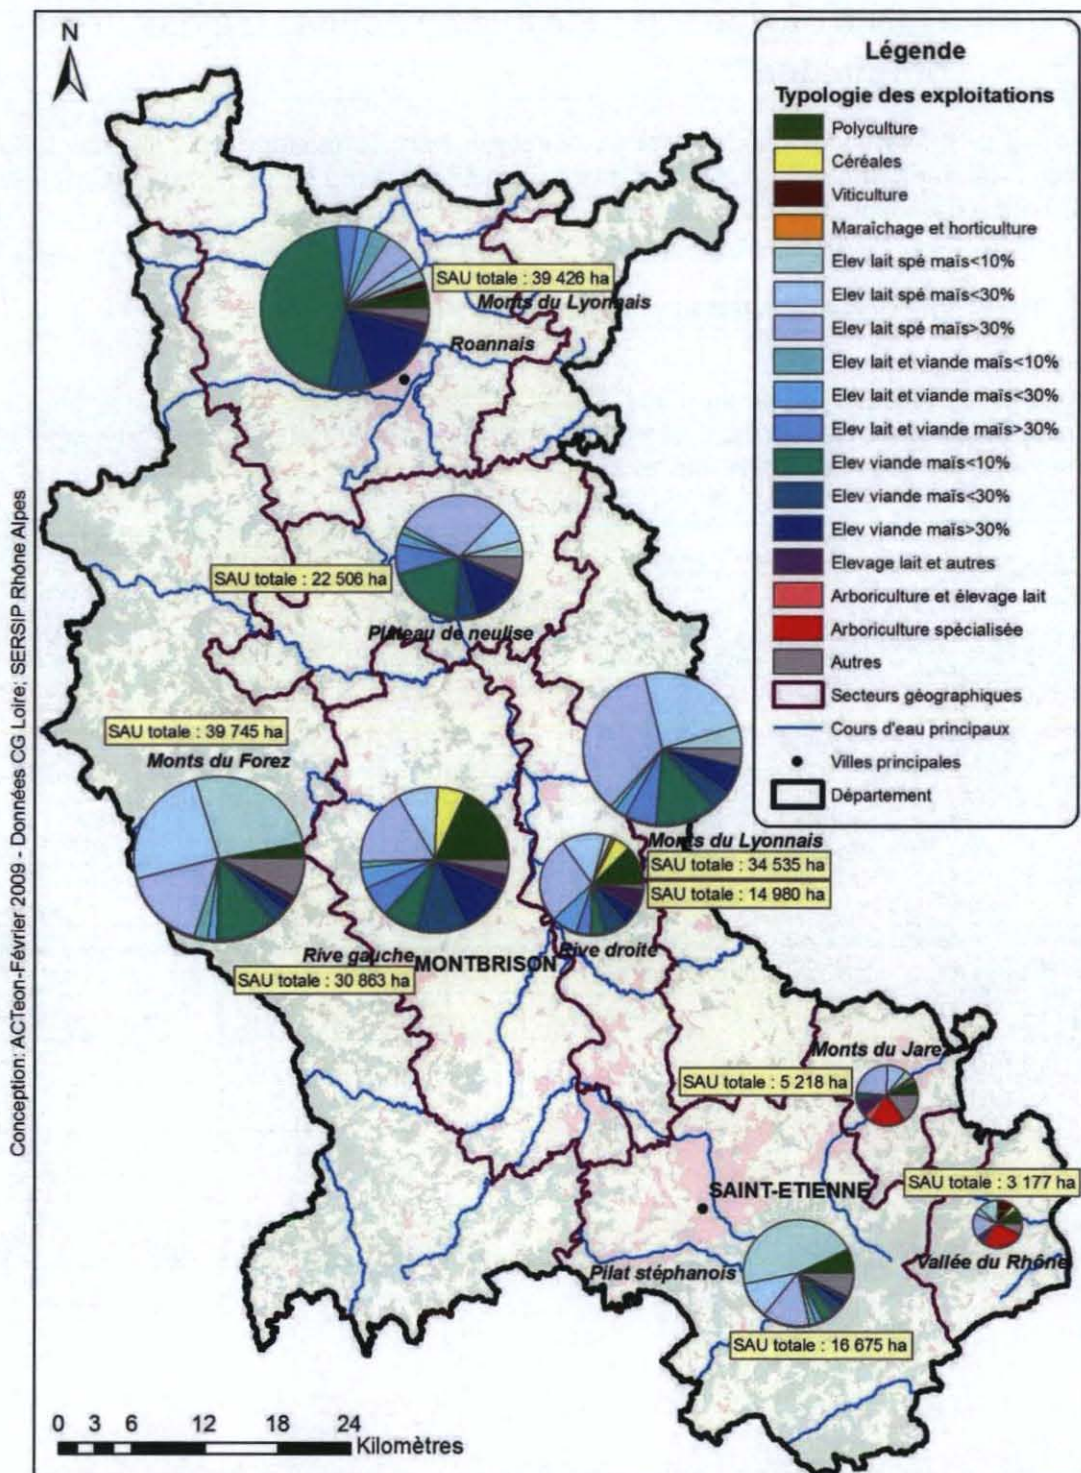 N
Légende
Typologie des exploitations
Polyculture
Céréales
Viticulture
Maraîchage et horticulture
Elev lait spé maïs<10%
Elev lait spé maïs<30%
Elev lait spé maïs>30%
Elev lait et viande maïs<10%
Elev lait et viande maïs<30%
Elev lait et viande maïs>30%
Elev viande maïs<10%
Elev viande maïs<30%
Elev viande maïs>30%
Elevage lait et autres
Arboriculture et élevage lait
Arboriculture spécialisée
Autres
Secteurs géographiques
Cours d'eau principaux
Villes principales
Département
SAU totale : 39 426 ha
Monts du Lyonnais
Roannais
SAU totale : 22 506 ha
Plateau de neulise
SAU totale : 39 745 ha
Monts du Forez
Monts du Lyonnais
SAU totale : 34 535 ha
SAU totale : 14 980 ha
Rive droite
Rive gauche
MONTBRISON
SAU totale : 30 863 ha
Monts du Jarez
SAU totale : 5 218 ha
SAU totale : 3 177 ha
SAINT-ETIENNE
Vallée du Rhône
Pilat stéphanois
SAU totale : 16 675 ha
0 3 6 12 18 24
Kilomètres
Conception: ACTeon-Février 2009 - Données CG Loire; SERSIP Rhône Alpes